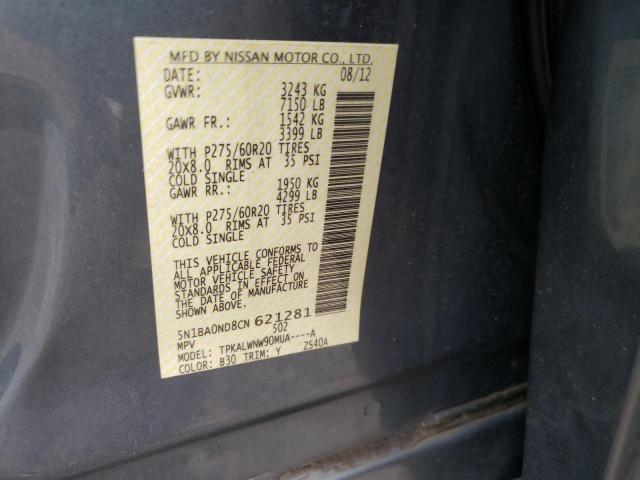 MFD BY NISSAN MOTOR CO., LTD.
DATE: 08/12
GVWR: 3243 KG
7150 LB
GAWR FR.: 1542 KG
3399 LB
WITH P275/60R20 TIRES
20X8.0 RIMS AT 35 PSI
COLD SINGLE
GAWR RR.: 1950 KG
4299 LB
WITH P275/60R20 TIRES
20X8.0 RIMS AT 35 PSI
COLD SINGLE
THIS VEHICLE CONFORMS TO
ALL APPLICABLE FEDERAL
MOTOR VEHICLE SAFETY
STANDARDS IN EFFECT ON
THE DATE OF MANUFACTURE
SHOWN ABOVE.
5N1BA0ND8CN 621281
MPV 502
MODEL: TPKALWNW90MUA----A
COLOR: B30 TRIM: Y ZS40A